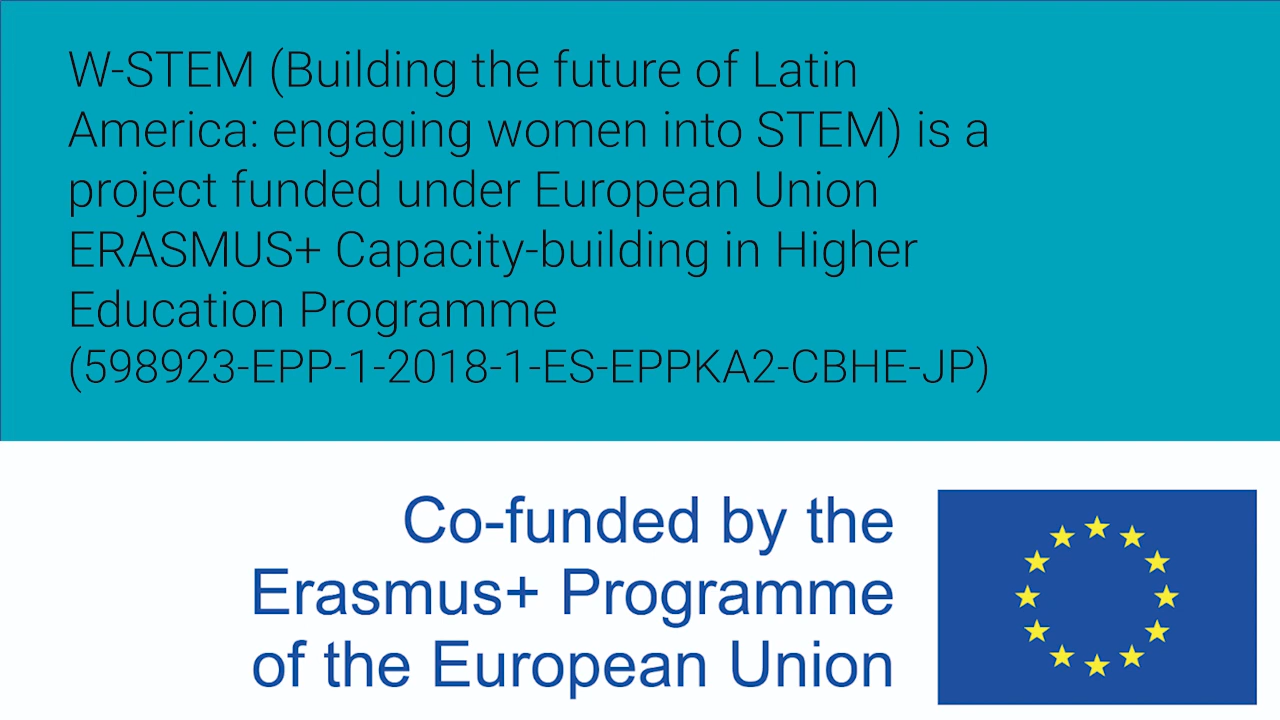 W-STEM (Building the future of Latin
America: engaging women into STEM) is a
project funded under European Union
ERASMUS+ Capacity-building in Higher
Education Programme
(598923-EPP-1-2018-1-ES-EPPKA2-CBHE-JP)
Co-funded by the
Erasmus+ Programme
of the European Union